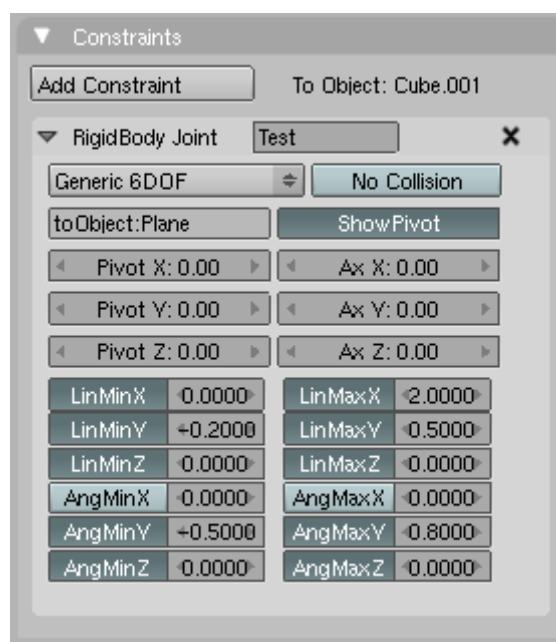 Constraints
Add Constraint To Object: Cube.001
RigidBody Joint Test
Generic 6DOF No Collision
toObject:Plane ShowPivot
Pivot X: 0.00 Ax X: 0.00
Pivot Y: 0.00 Ax Y: 0.00
Pivot Z: 0.00 Ax Z: 0.00
LinMinX 0.0000 LinMaxX 2.0000
LinMinY -0.2000 LinMaxY 0.5000
LinMinZ 0.0000 LinMaxZ 0.0000
AngMinX 0.0000 AngMaxX 0.0000
AngMinY -0.5000 AngMaxY 0.8000
AngMinZ 0.0000 AngMaxZ 0.0000